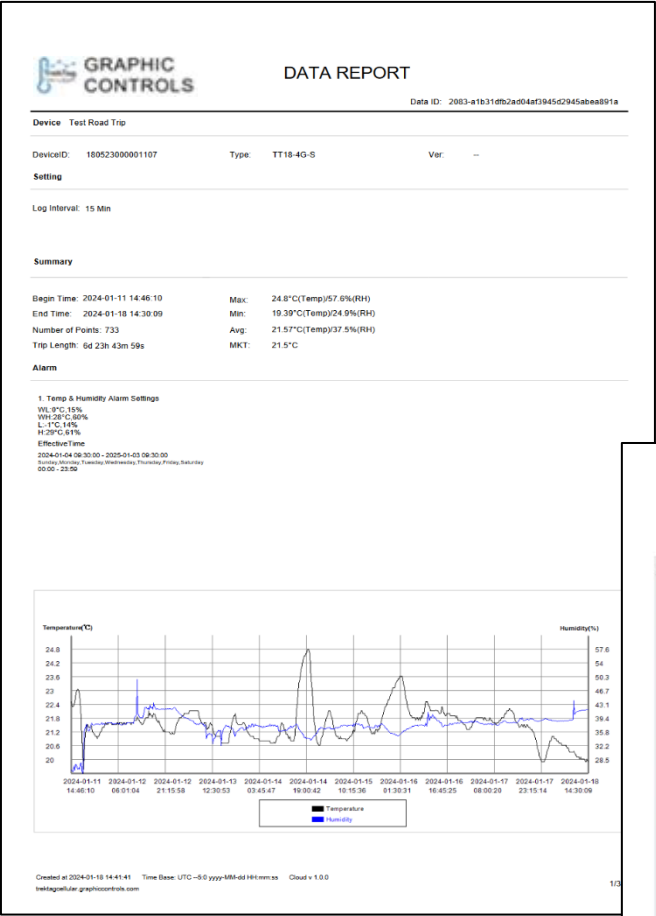 TrekTag
GRAPHIC
CONTROLS
DATA REPORT
Data ID: 2083-a1b31dfb2ad04af3945d2945abea891a
Device Test Road Trip
DeviceID: 180523000001107 Type: TT18-4G-S Ver: --
Setting
Log Interval: 15 Min
Summary
Begin Time: 2024-01-11 14:46:10 Max: 24.8°C(Temp)/57.6%(RH)
End Time: 2024-01-18 14:30:09 Min: 19.39°C(Temp)/24.9%(RH)
Number of Points: 733 Avg: 21.57°C(Temp)/37.5%(RH)
Trip Length: 6d 23h 43m 59s MKT: 21.5°C
Alarm
1. Temp & Humidity Alarm Settings
WL:9°C,15%
WH:28°C,60%
L:-1°C,14%
H:29°C,61%
EffectiveTime
2024-01-04 09:30:00 - 2025-01-03 09:30:00
Sunday,Monday,Tuesday,Wednesday,Thursday,Friday,Saturday
00:00 - 23:59
Temperature(℃) Humidity(%)
24.8 57.6
24.2 54
23.6 50.3
23 46.7
22.4 43.1
21.8 39.4
21.2 35.8
20.6 32.2
20 28.5
2024-01-11 2024-01-12 2024-01-12 2024-01-13 2024-01-14 2024-01-14 2024-01-15 2024-01-16 2024-01-16 2024-01-17 2024-01-17 2024-01-18
14:46:10 06:01:04 21:15:58 12:30:53 03:45:47 19:00:42 10:15:36 01:30:31 16:45:25 08:00:20 23:15:14 14:30:09
Temperature
Humidity
Created at 2024-01-18 14:41:41 Time Base: UTC --5:0 yyyy-MM-dd HH:mm:ss Cloud v 1.0.0
trektagcellular.graphiccontrols.com 1/3